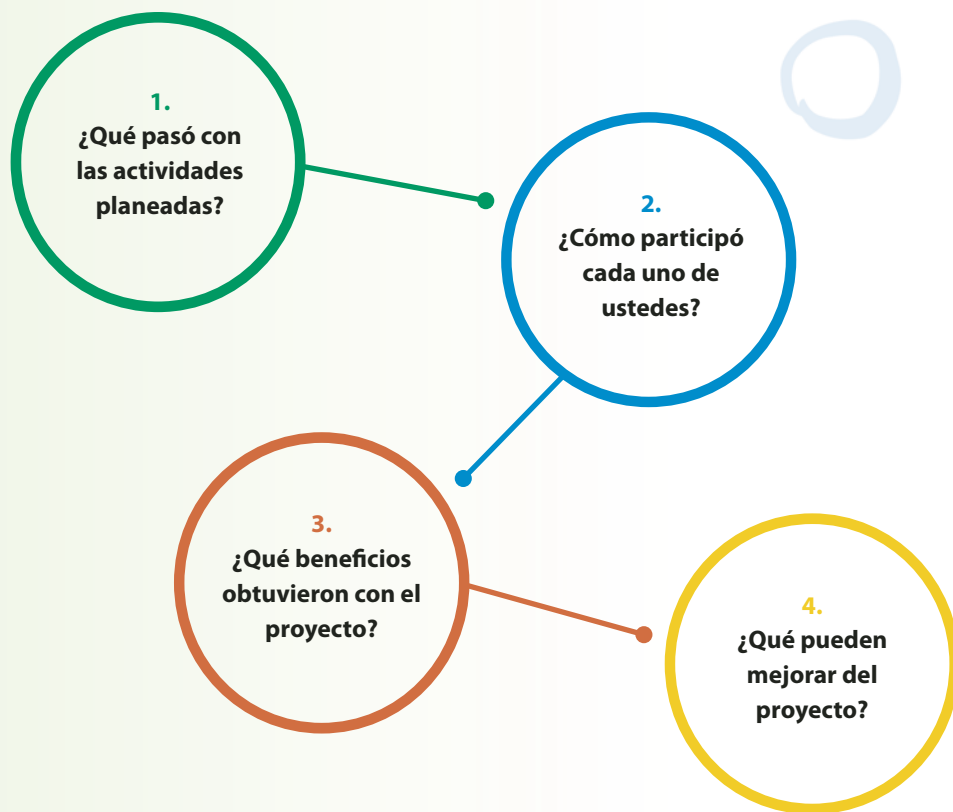 1.
¿Qué pasó con
las actividades
planeadas?
2.
¿Cómo participó
cada uno de
ustedes?
3.
¿Qué beneficios
obtuvieron con el
proyecto?
4.
¿Qué pueden
mejorar del
proyecto?